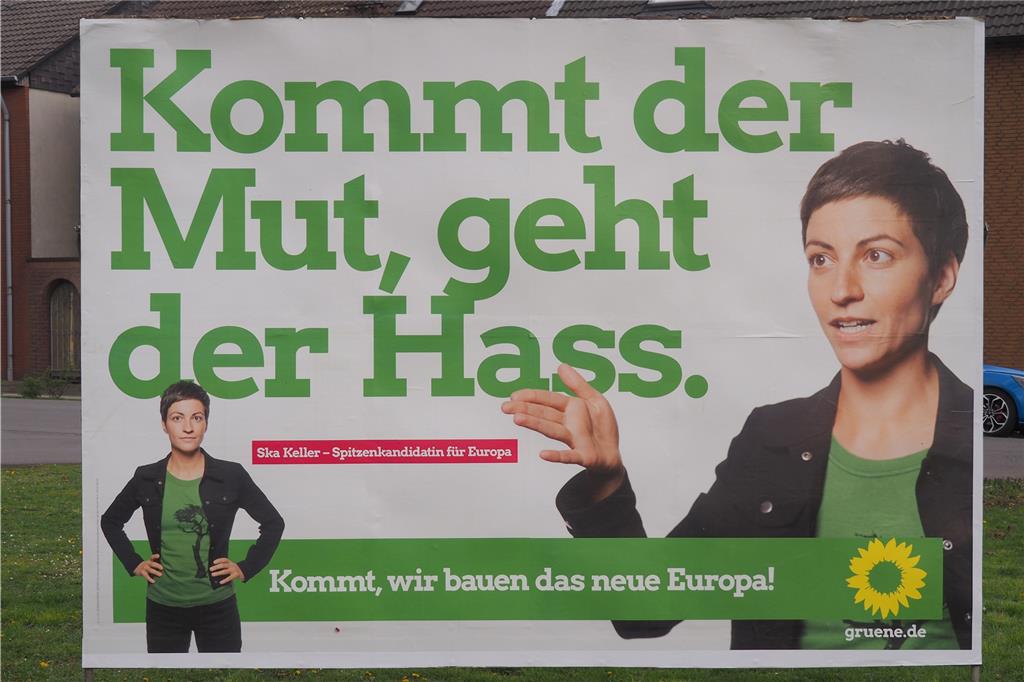 Kommt der
Mut, geht
der Hass.
Ska Keller – Spitzenkandidatin für Europa
Kommt, wir bauen das neue Europa!
gruene.de